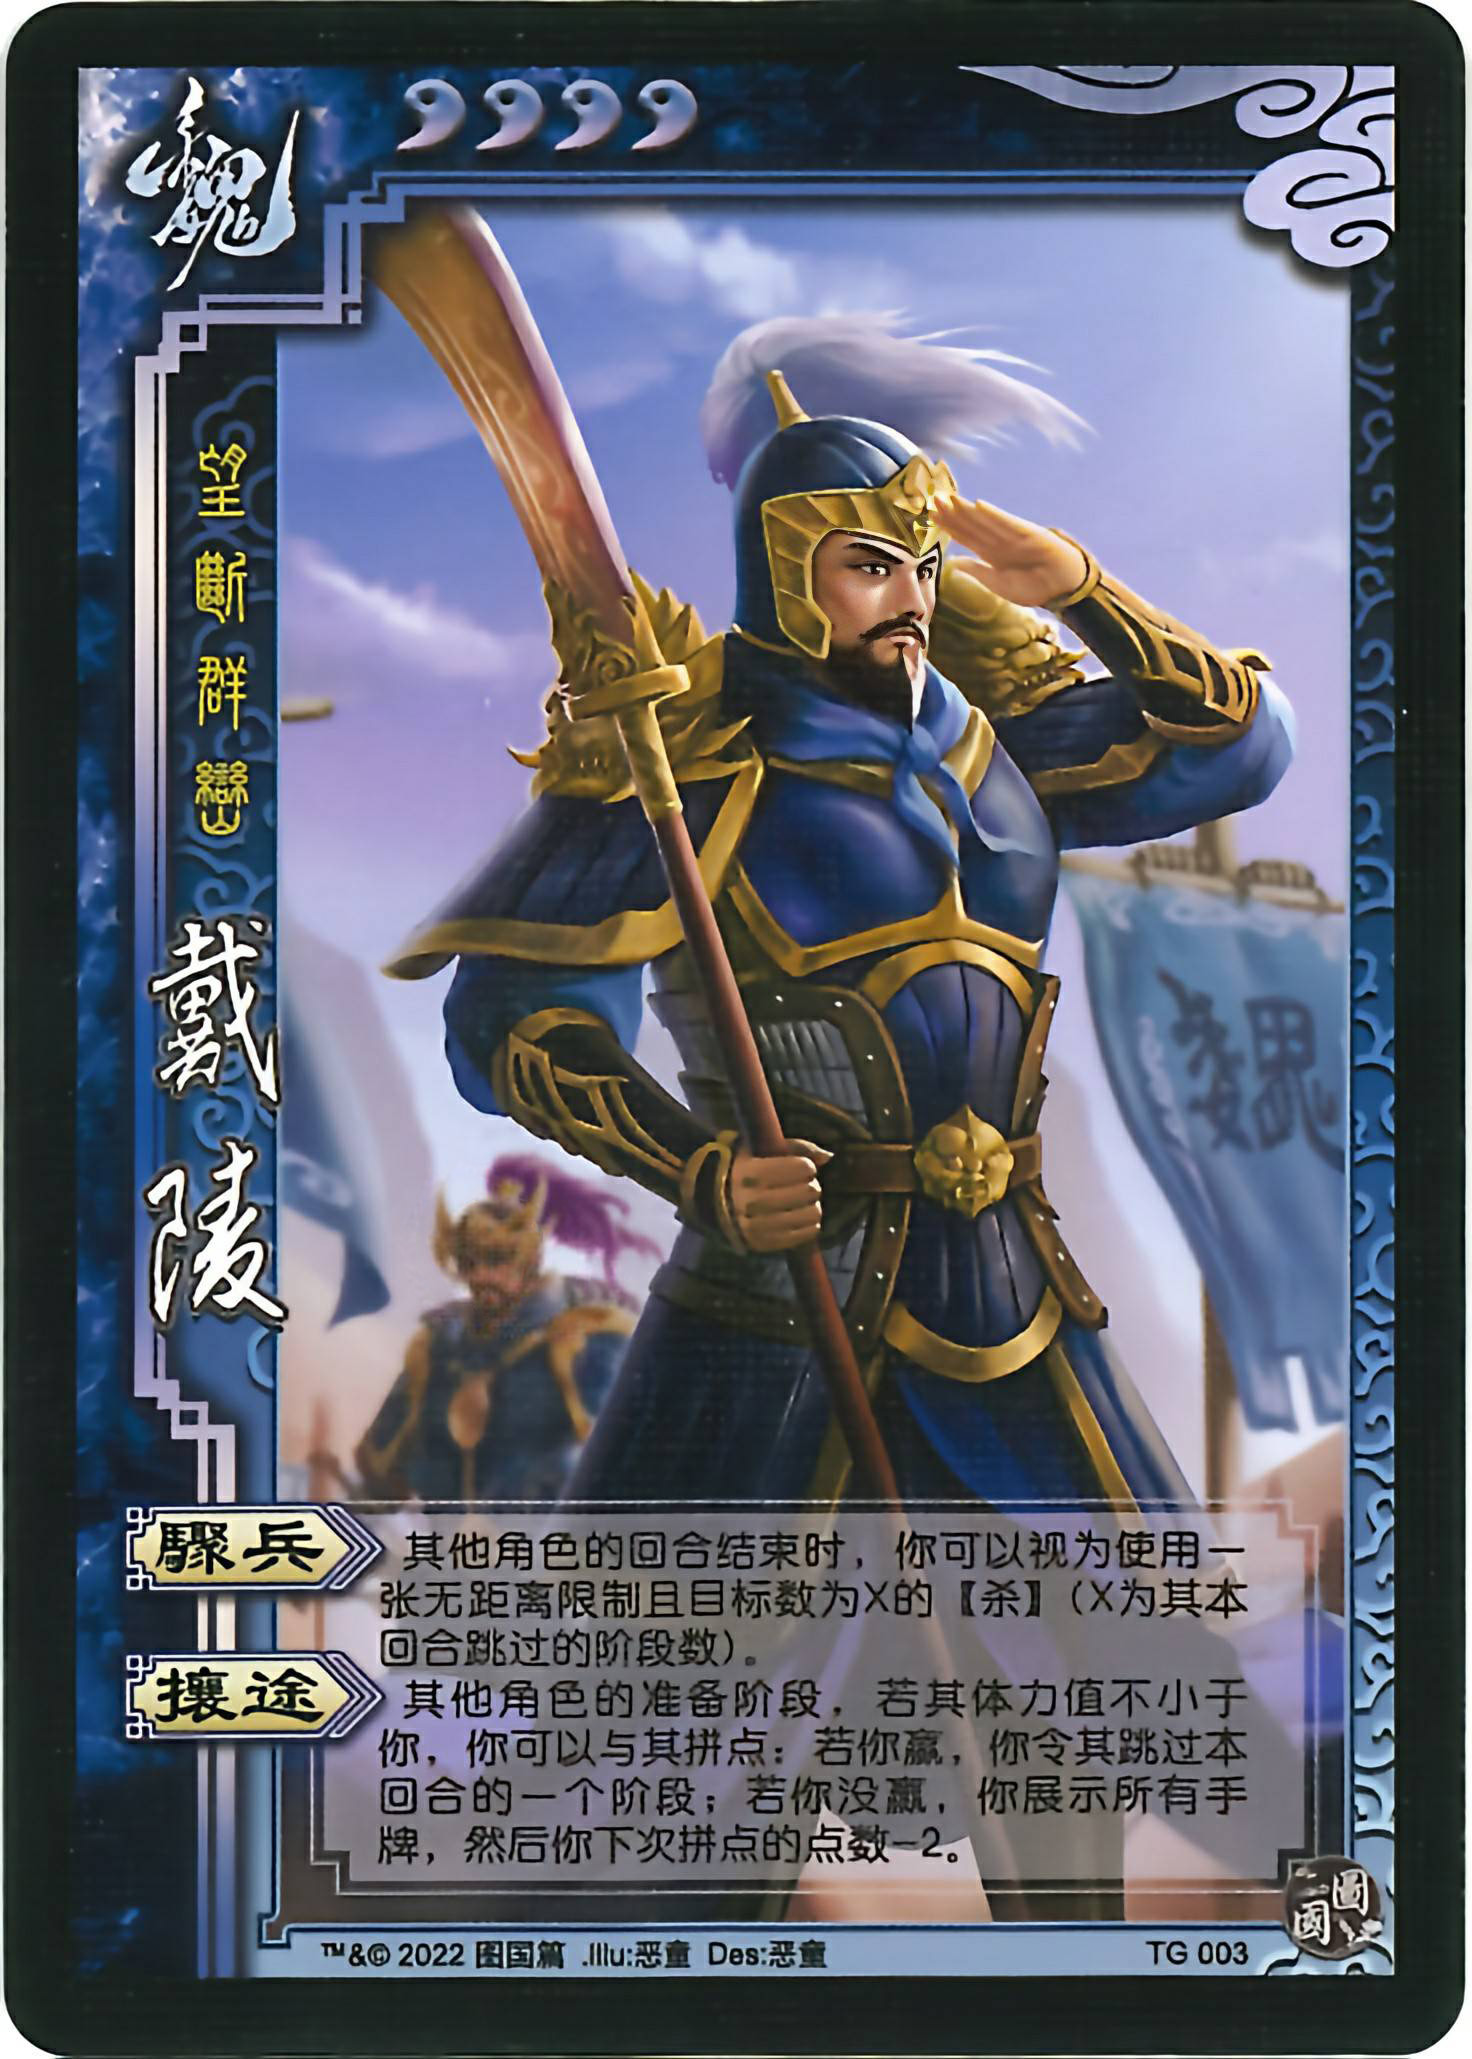 魏
望斷群巒
戴陵
驟兵
其他角色的回合结束时，你可以视为使用一
张无距离限制且目标数为X的【杀】（X为其本
回合跳过的阶段数）。
攘途
其他角色的准备阶段，若其体力值不小于
你，你可以与其拼点：若你赢，你令其跳过本
回合的一个阶段；若你没赢，你展示所有手
牌，然后你下次拼点的点数-2。
魏
™&© 2022 图国篇 .Illu:恶童 Des:恶童
TG 003
圖
國